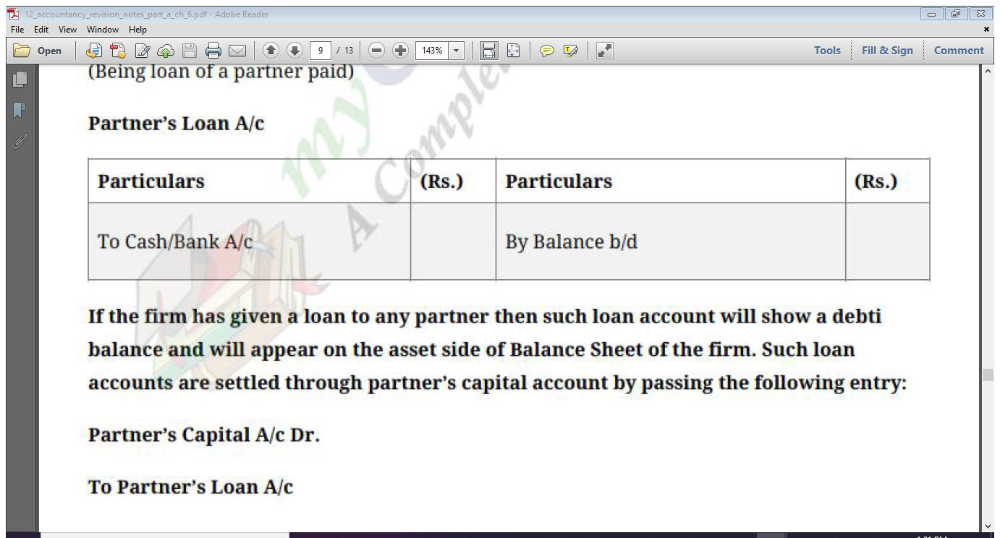 12_accountancy_revision_notes_part_a_ch_6.pdf - Adobe Reader
File Edit View Window Help
Open 9 / 13 143% Tools Fill & Sign Comment
(Being loan of a partner paid)
Partner’s Loan A/c
Particulars (Rs.) Particulars (Rs.)
To Cash/Bank A/c By Balance b/d
If the firm has given a loan to any partner then such loan account will show a debti
balance and will appear on the asset side of Balance Sheet of the firm. Such loan
accounts are settled through partner’s capital account by passing the following entry:
Partner’s Capital A/c Dr.
To Partner’s Loan A/c
my
A